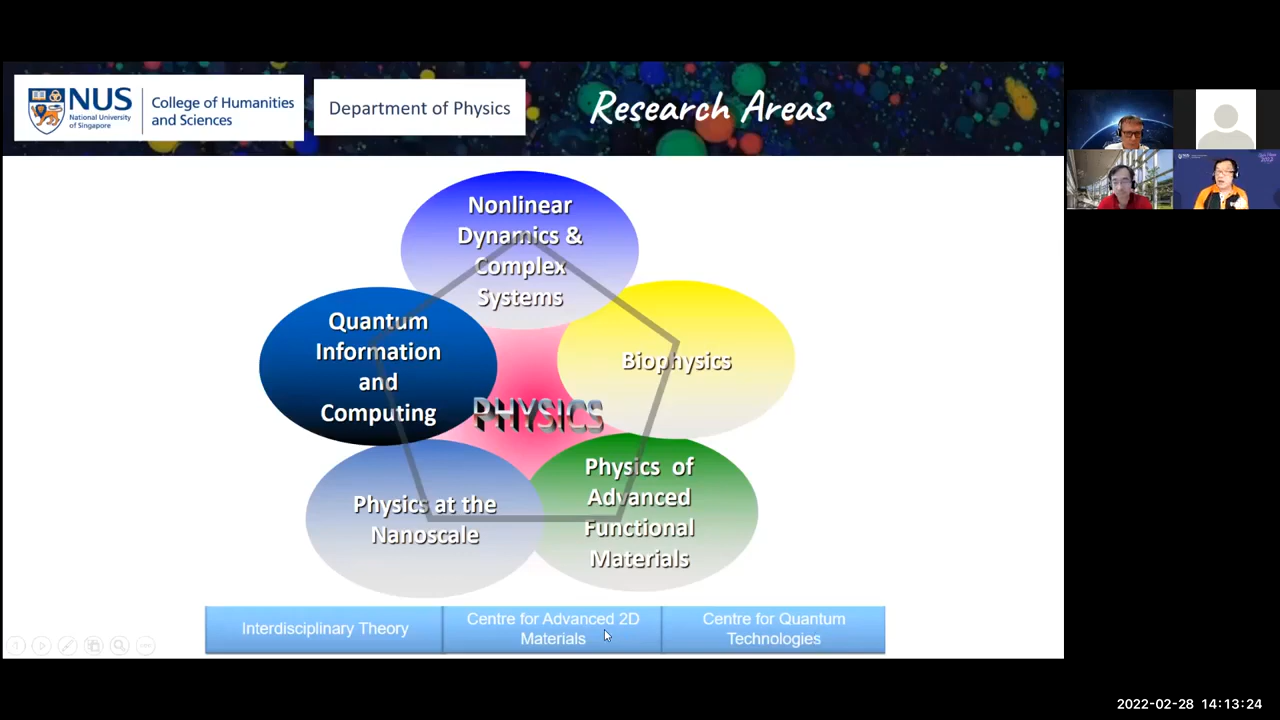 NUS
National University
of Singapore
College of Humanities
and Sciences
Department of Physics
Research Areas
Nonlinear
Dynamics &
Complex
Systems
Quantum
Information
and
Computing
Biophysics
PHYSICS
Physics at the
Nanoscale
Physics of
Advanced
Functional
Materials
Interdisciplinary Theory
Centre for Advanced 2D
Materials
Centre for Quantum
Technologies
NUS
2022-02-28 14:13:24